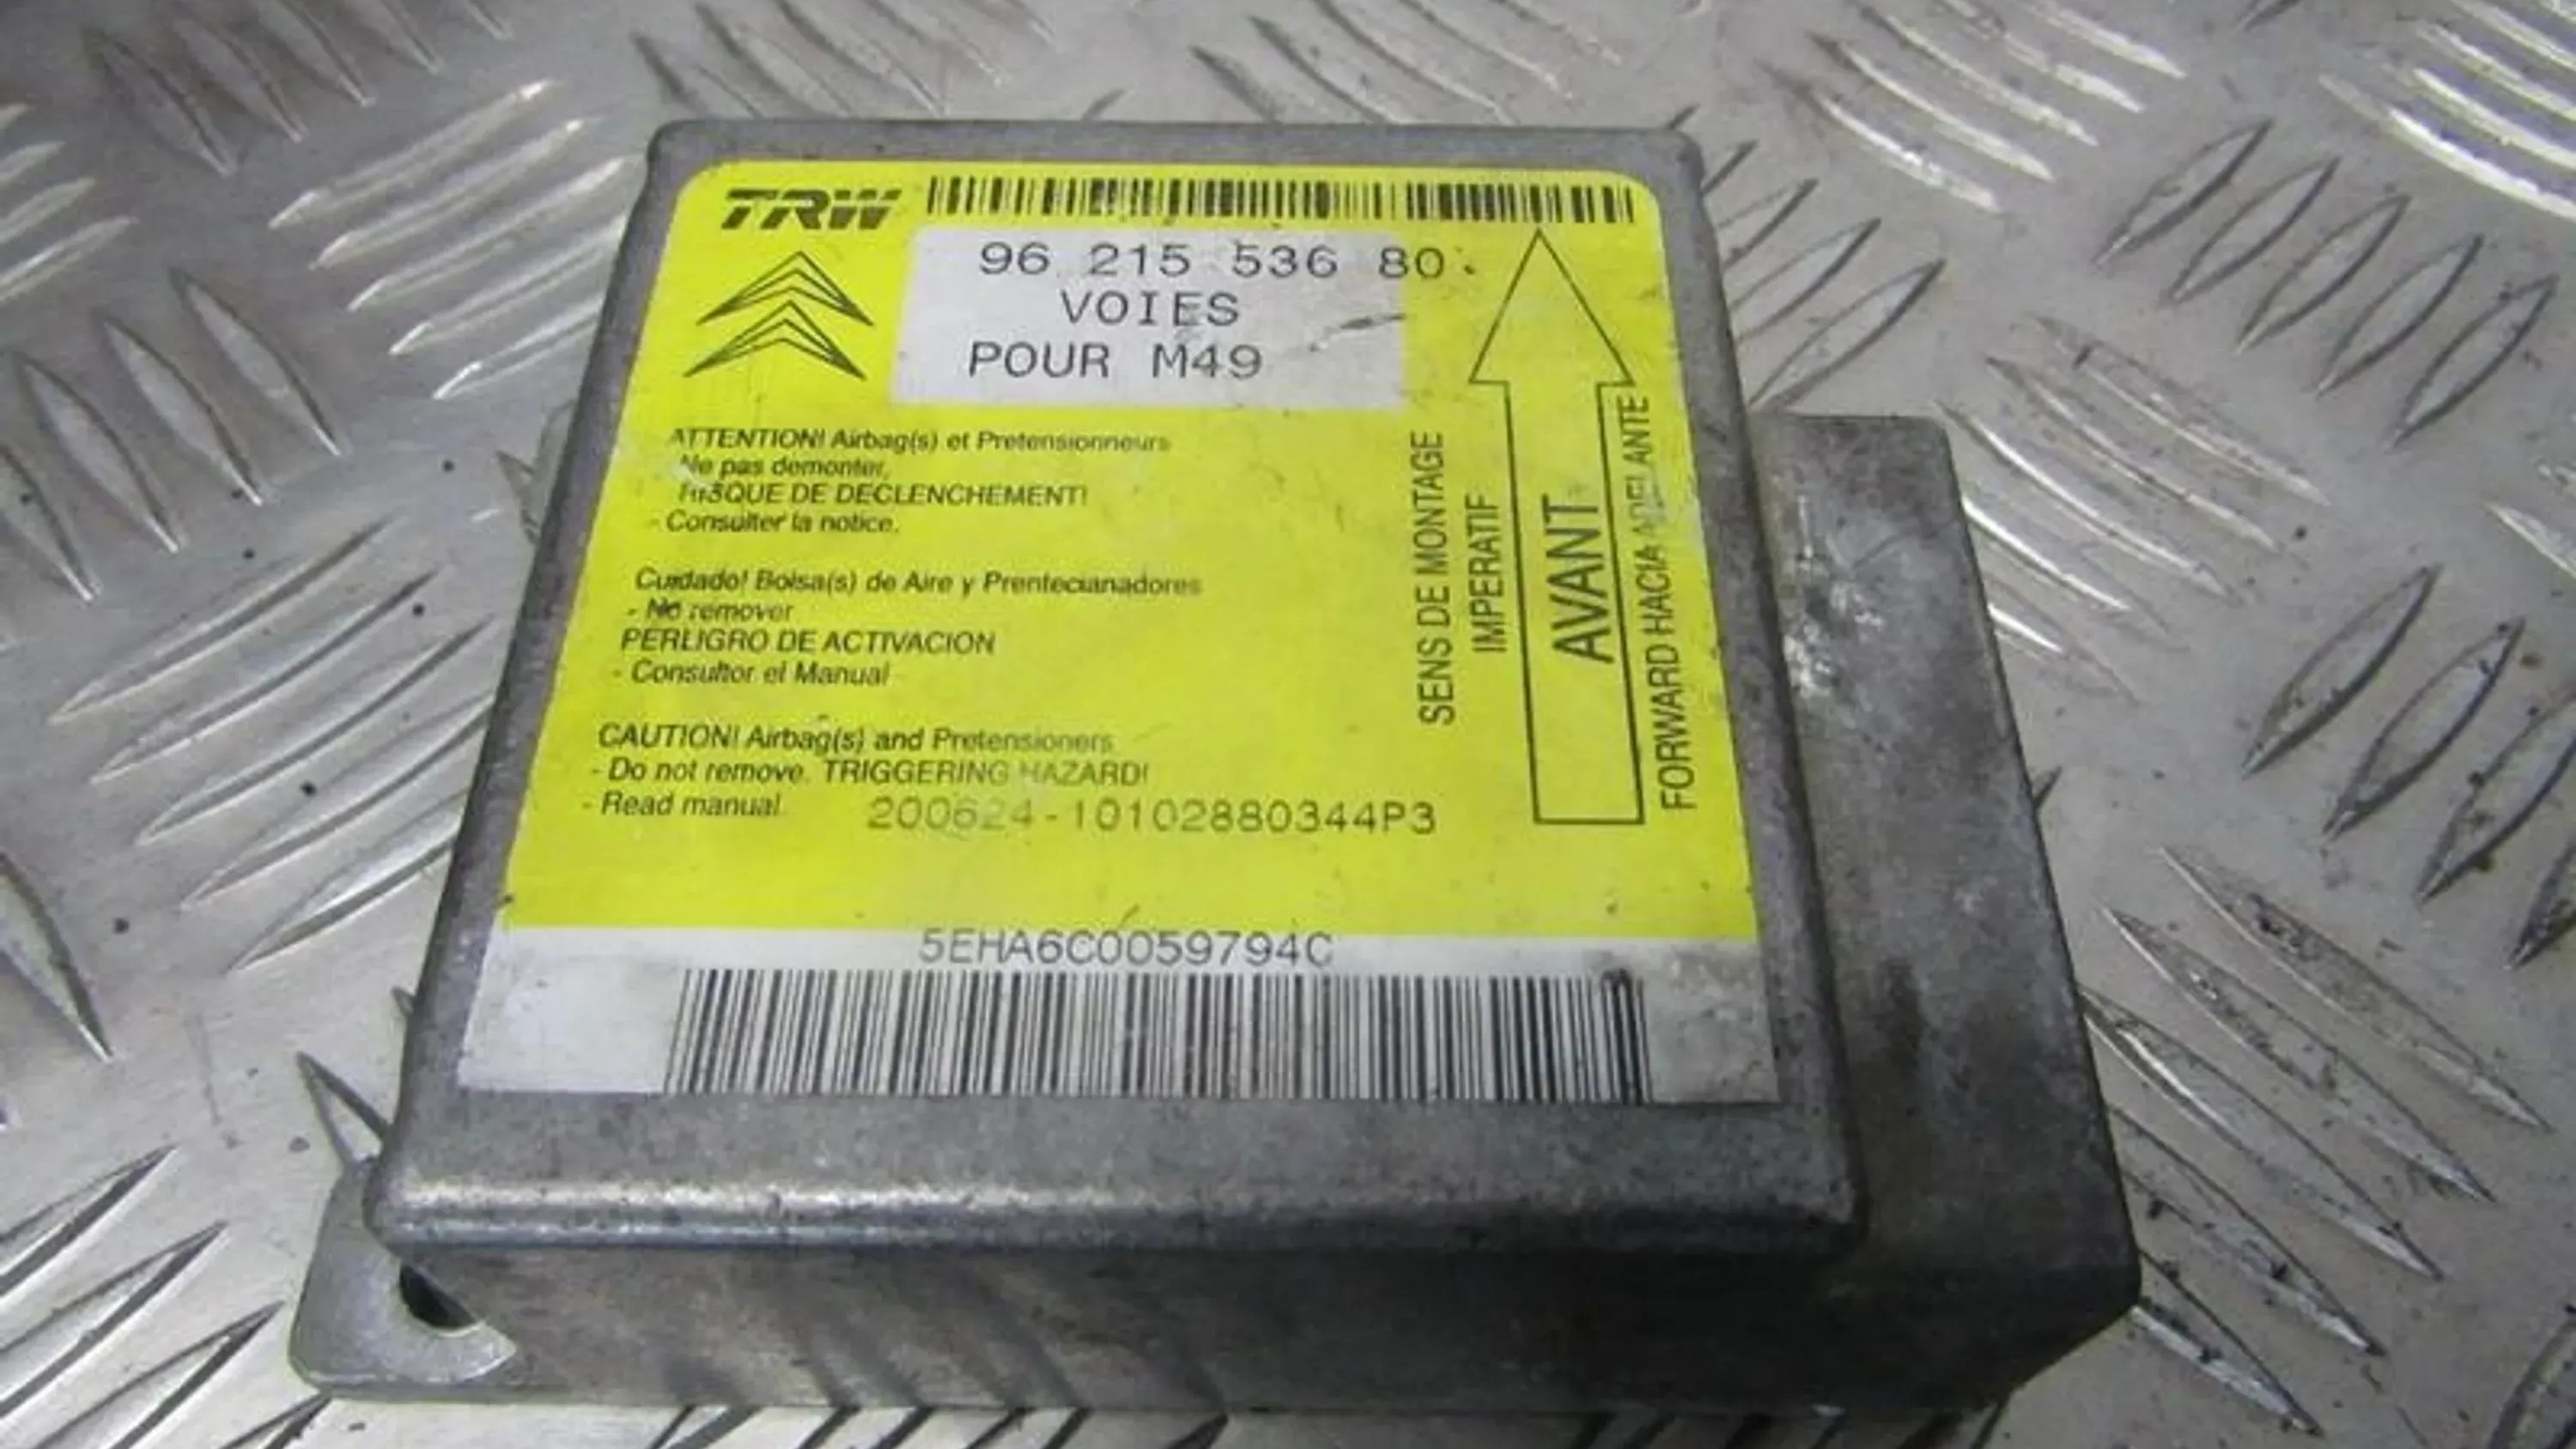 TRW
96 215 536 80
VOIES
POUR M49
ATTENTION! Airbag(s) et Pretensionneurs
- Ne pas demonter,
RISQUE DE DECLENCHEMENT!
- Consulter la notice.
Cuidado! Bolsa(s) de Aire y Prentecianadores
- No remover
PERLIGRO DE ACTIVACION
- Consultor el Manual
CAUTION! Airbag(s) and Pretensioners
- Do not remove. TRIGGERING HAZARD!
- Read manual.
200624-10102880344P3
SENS DE MONTAGE
IMPERATIF
AVANT
FORWARD HACIA ADELANTE
5EHA6C0059794C